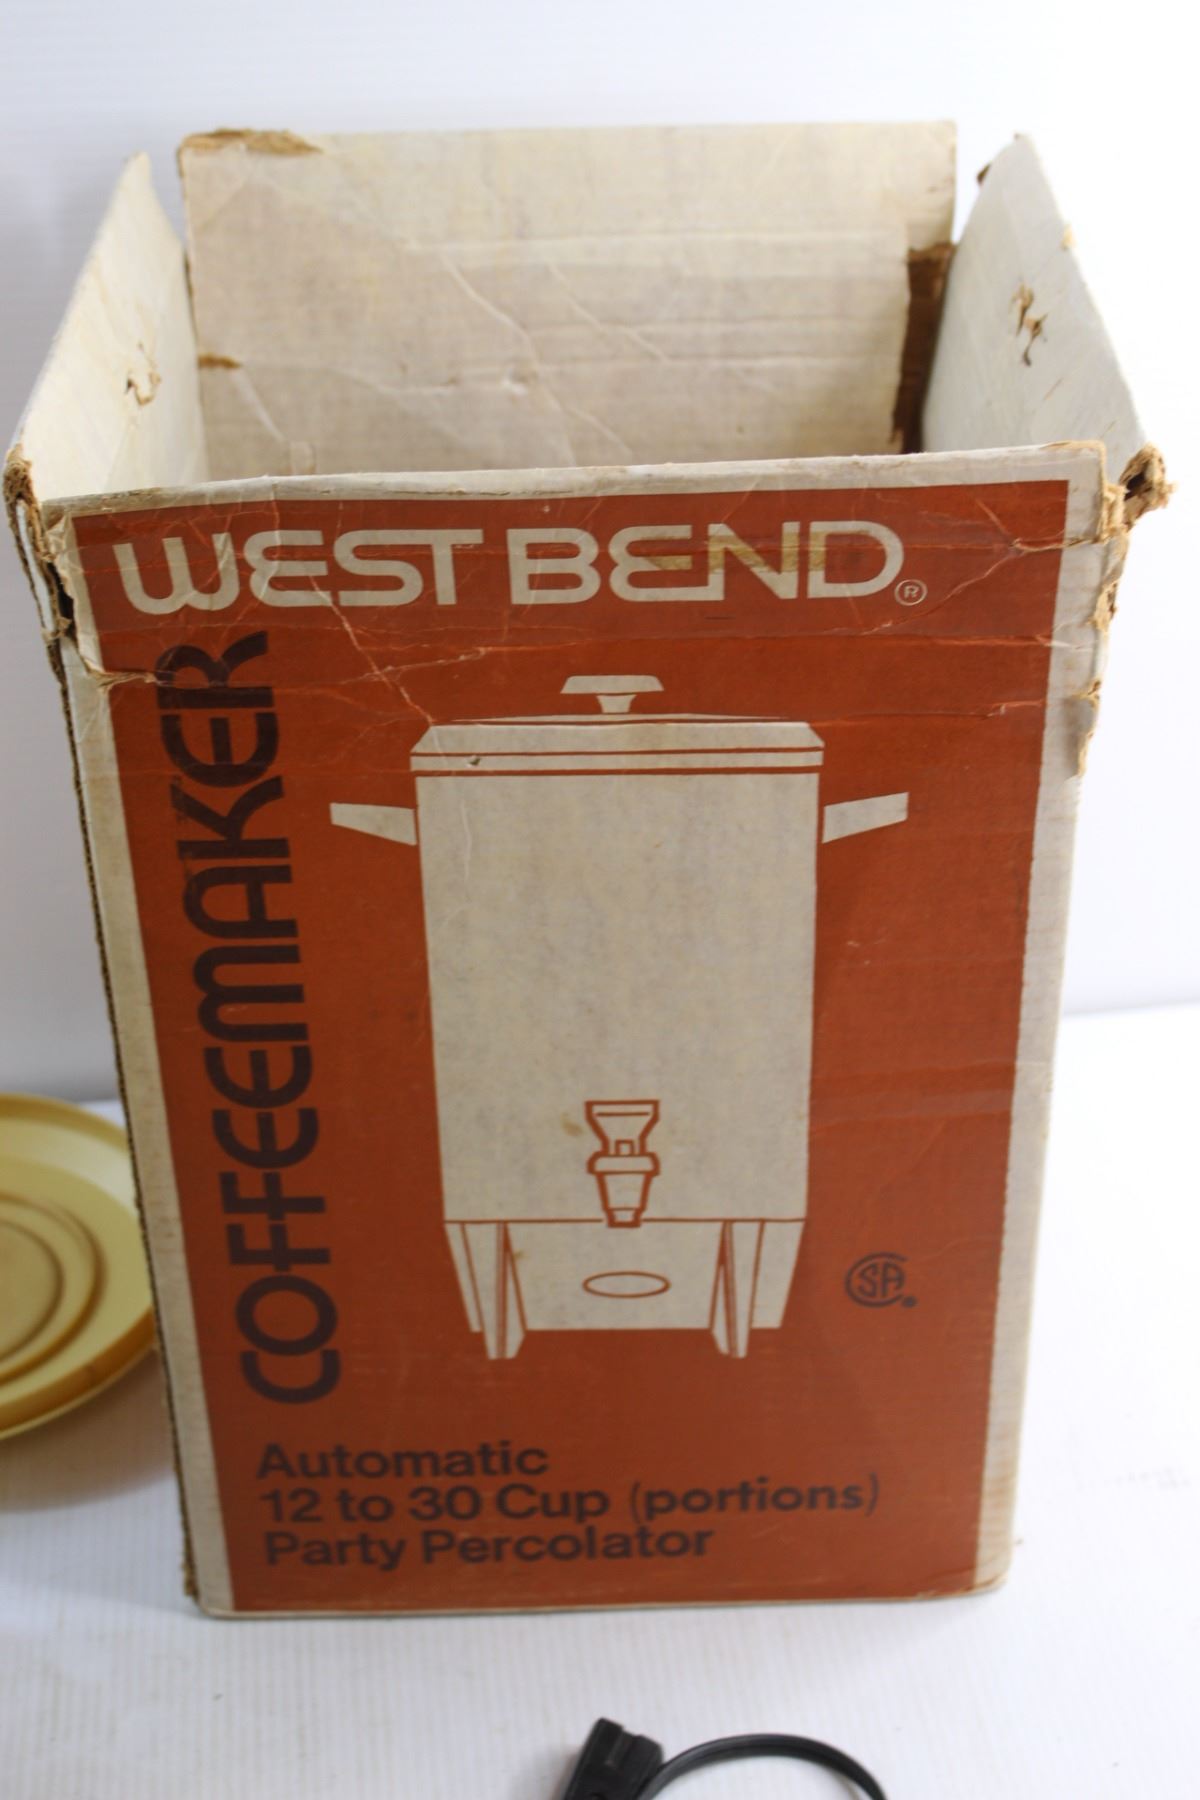 WEST BEND®
COFFEEMAKER
CSA
Automatic
12 to 30 Cup (portions)
Party Percolator